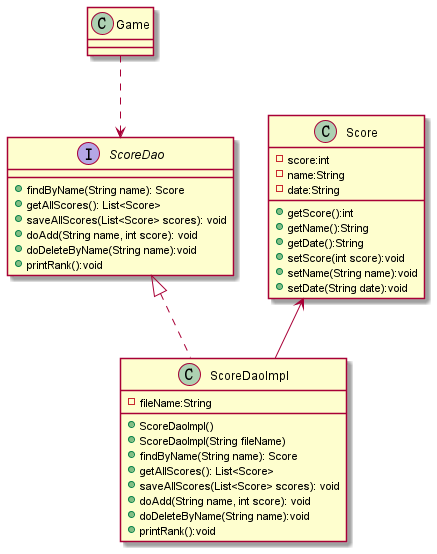 C Game
I ScoreDao
findByName(String name): Score
getAllScores(): List<Score>
saveAllScores(List<Score> scores): void
doAdd(String name, int score): void
doDeleteByName(String name):void
printRank():void
C Score
score:int
name:String
date:String
getScore():int
getName():String
getDate():String
setScore(int score):void
setName(String name):void
setDate(String date):void
C ScoreDaoImpl
fileName:String
ScoreDaoImpl()
ScoreDaoImpl(String fileName)
findByName(String name): Score
getAllScores(): List<Score>
saveAllScores(List<Score> scores): void
doAdd(String name, int score): void
doDeleteByName(String name):void
printRank():void